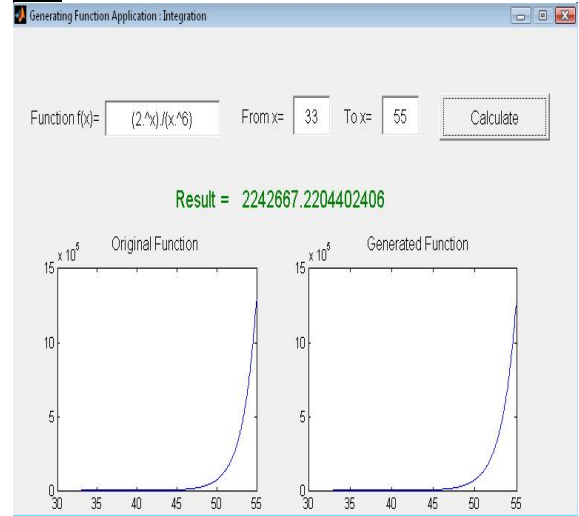 Generating Function Application : Integration
Function f(x)= (2.^x)./(x.^6) From x= 33 To x= 55 Calculate
Result = 2242667.2204402406
Original Function Generated Function
x 10^5 x 10^5
15 15
10 10
5 5
0 0
30 35 40 45 50 55 30 35 40 45 50 55